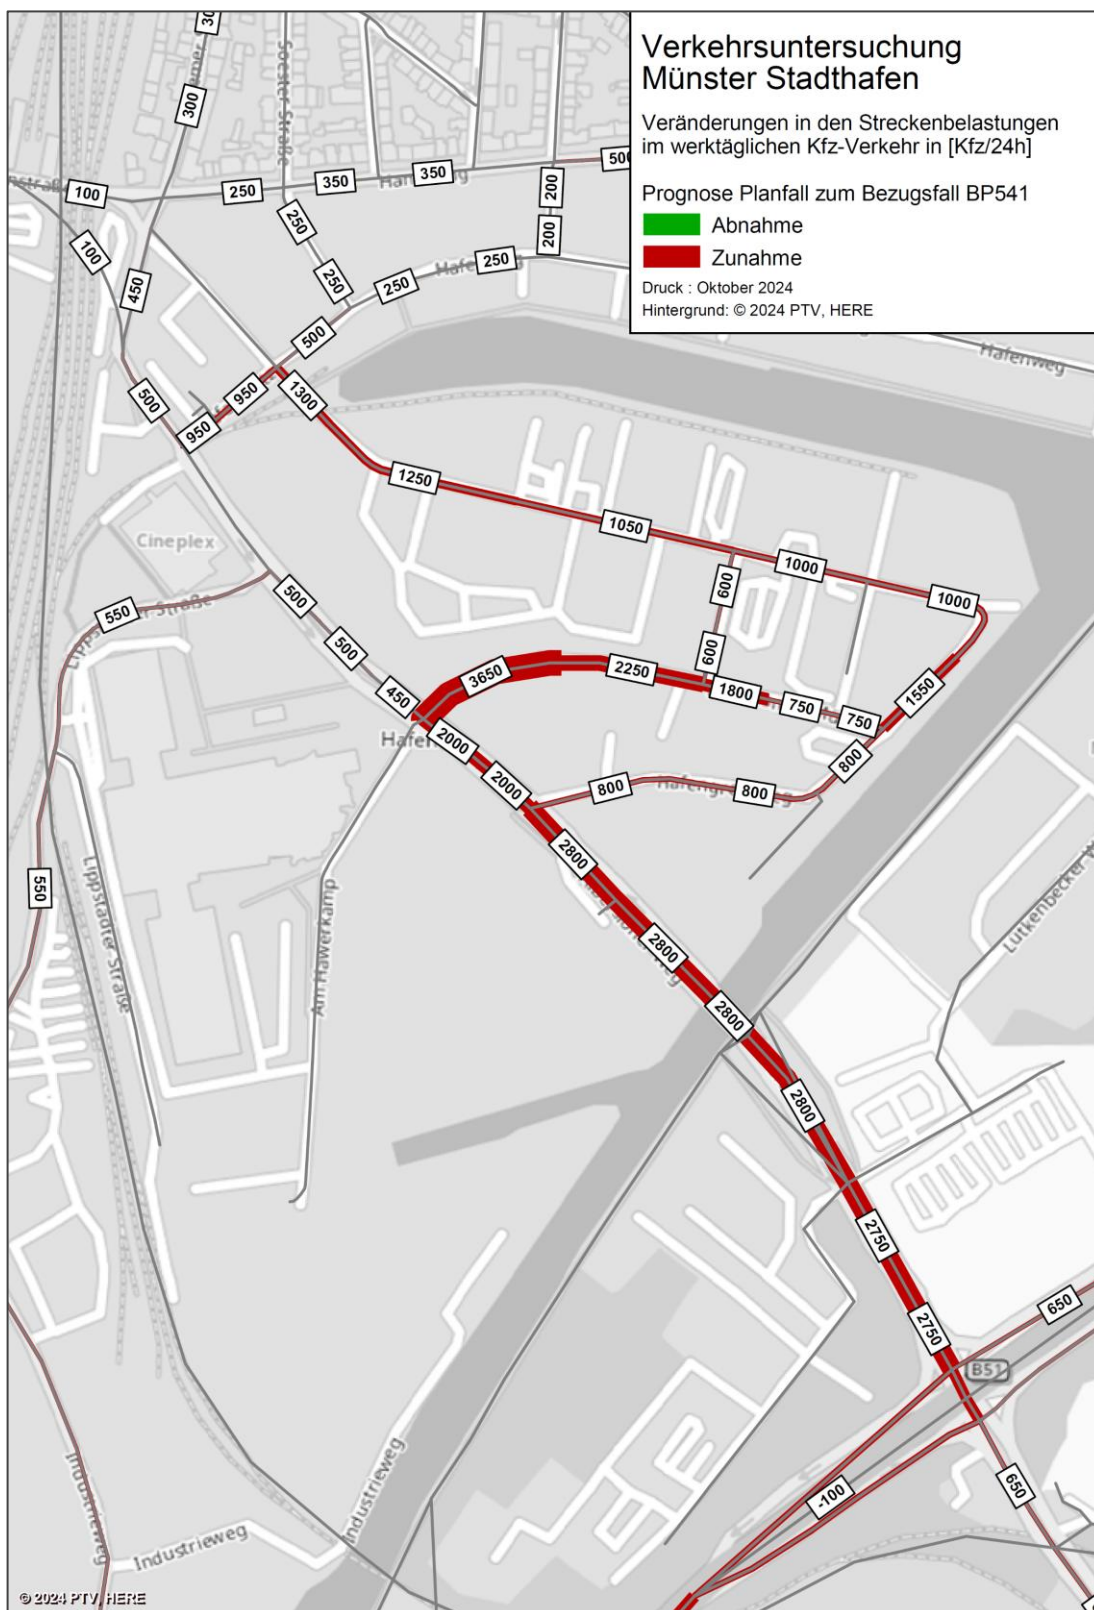 Verkehrsuntersuchung
Münster Stadthafen
Veränderungen in den Streckenbelastungen
im werktäglichen Kfz-Verkehr in [Kfz/24h]
Prognose Planfall zum Bezugsfall BP541
Abnahme
Zunahme
Druck : Oktober 2024
Hintergrund: © 2024 PTV, HERE
300
Soester Straße
200
100
250
350
350
500
200
250
200
100
450
250
250
250
Hafenweg
500
500
950
950
1300
1250
1050
1000
1000
Cineplex
550
500
500
450
600
600
3650
2250
1800
750
750
1550
800
2000
2000
800
800
2800
2800
2800
2800
550
Lippstädter Straße
Am Hawerkamp
2750
2750
650
B51
-100
650
Industrieweg
Industrieweg
Industrieweg
© 2024 PTV, HERE